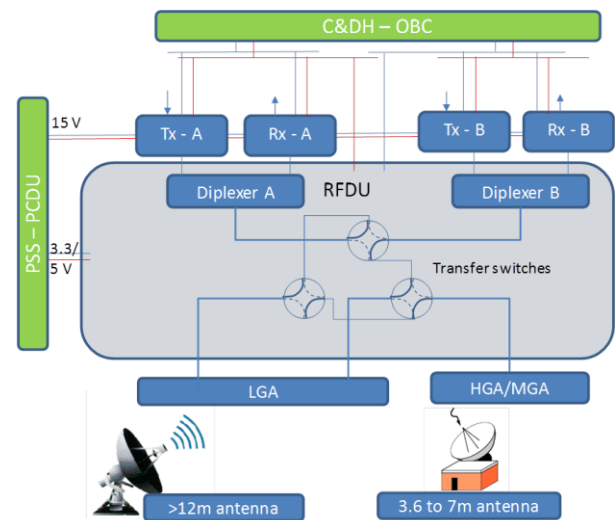 C&DH – OBC
PSS – PCDU
15 V
Tx - A
Rx - A
Tx - B
Rx - B
Diplexer A
RFDU
Diplexer B
3.3/
5 V
Transfer switches
LGA
HGA/MGA
>12m antenna
3.6 to 7m antenna